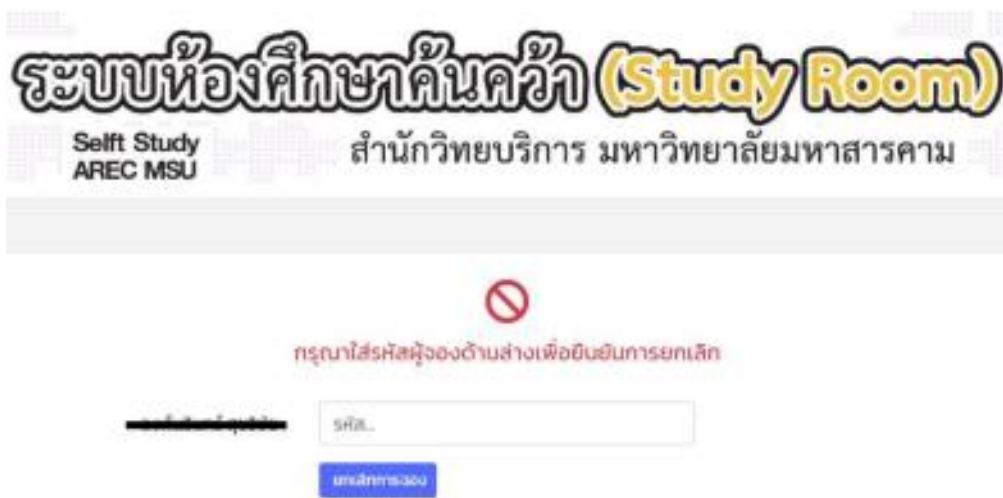 ระบบห้องศึกษาค้นคว้า (Study Room)
Selft Study
AREC MSU
สำนักวิทยบริการ มหาวิทยาลัยมหาสารคาม
กรุณาใส่รหัสผู้จองด้านล่างเพื่อยืนยันการยกเลิก
รหัส..
ยกเลิกการจอง